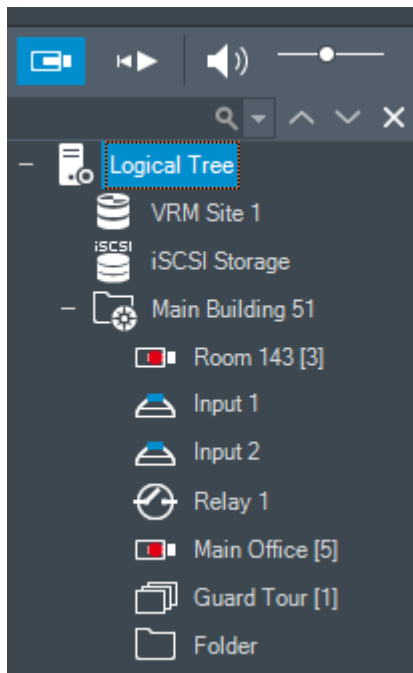 Logical Tree
VRM Site 1
iSCSI
iSCSI Storage
Main Building 51
Room 143 [3]
Input 1
Input 2
Relay 1
Main Office [5]
Guard Tour [1]
Folder